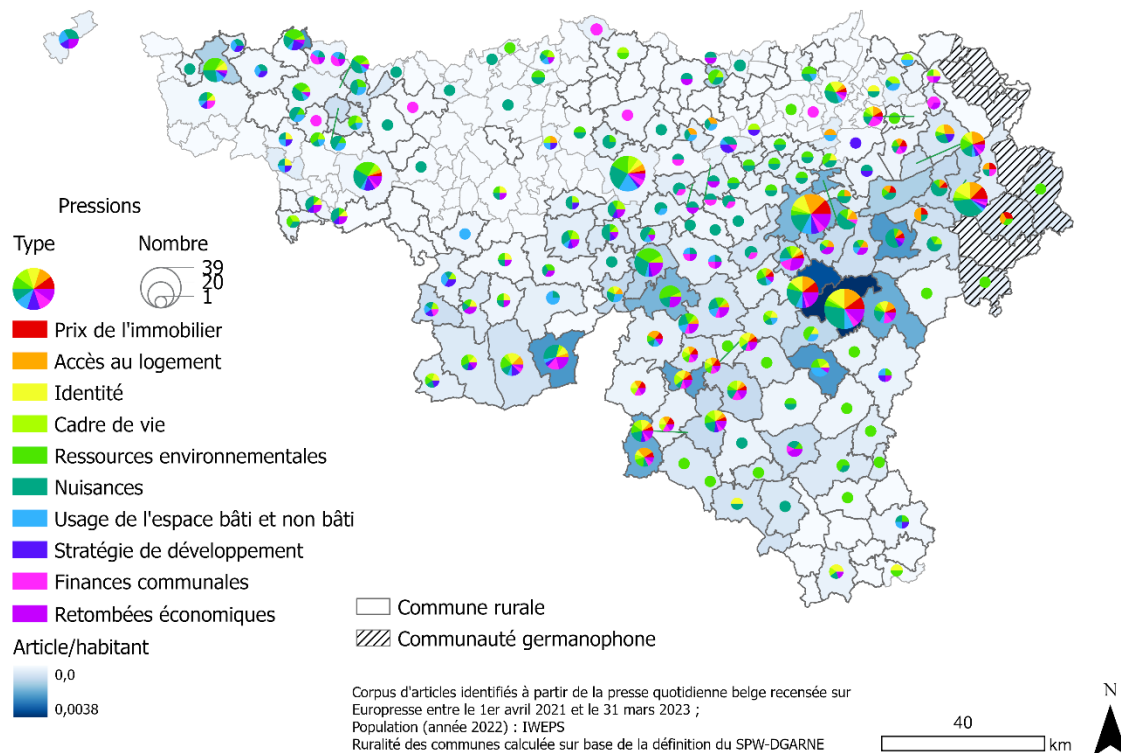 Pressions
Type
Nombre
39
20
1
Prix de l'immobilier
Accès au logement
Identité
Cadre de vie
Ressources environnementales
Nuisances
Usage de l'espace bâti et non bâti
Stratégie de développement
Finances communales
Retombées économiques
Article/habitant
0,0
0,0038
Commune rurale
Communauté germanophone
Corpus d'articles identifiés à partir de la presse quotidienne belge recensée sur
Europresse entre le 1er avril 2021 et le 31 mars 2023 ;
Population (année 2022) : IWEPS
Ruralité des communes calculée sur base de la définition du SPW-DGARNE
40
km
N